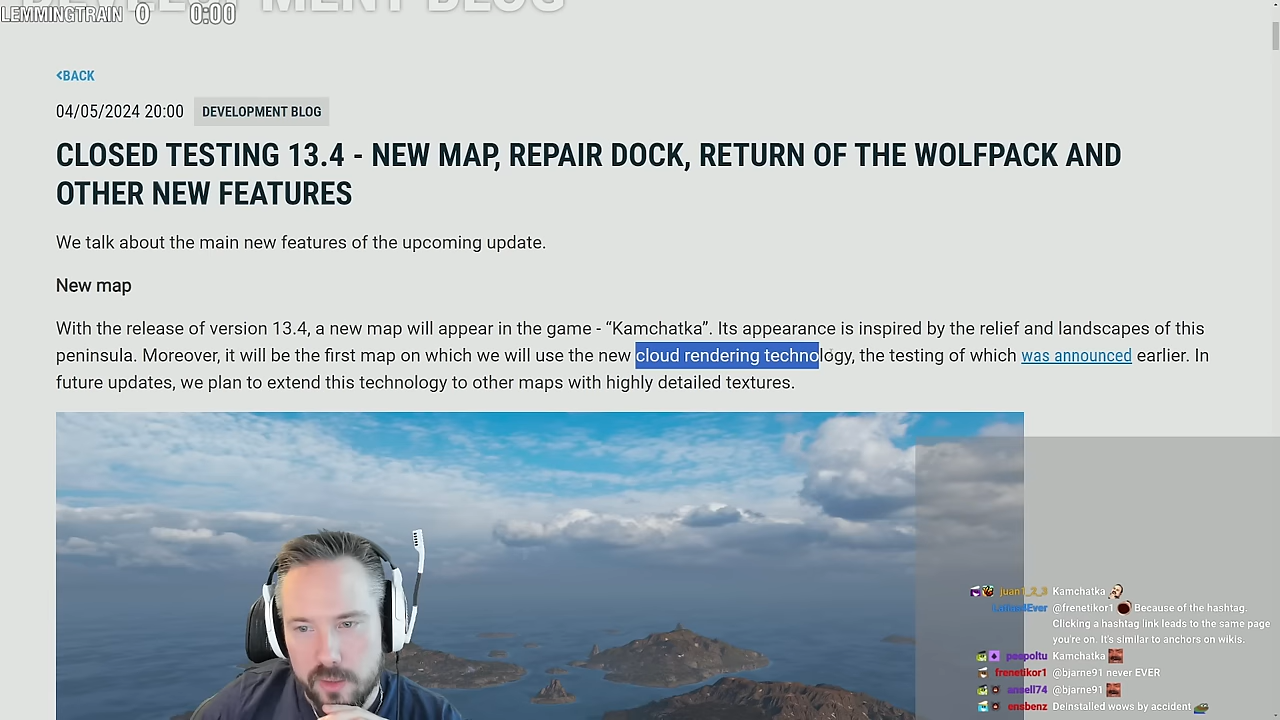 DEVELOPMENT BLOG
LEMMINGTRAIN 0 0:00
<BACK
04/05/2024 20:00 DEVELOPMENT BLOG
CLOSED TESTING 13.4 - NEW MAP, REPAIR DOCK, RETURN OF THE WOLFPACK AND
OTHER NEW FEATURES
We talk about the main new features of the upcoming update.
New map
With the release of version 13.4, a new map will appear in the game - “Kamchatka”. Its appearance is inspired by the relief and landscapes of this
peninsula. Moreover, it will be the first map on which we will use the new cloud rendering technology, the testing of which was announced earlier. In
future updates, we plan to extend this technology to other maps with highly detailed textures.
juan1_2_3 Kamchatka
@frenetikor1 Because of the hashtag.
Clicking a hashtag link leads to the same page
you're on. It's similar to anchors on wikis.
peepoltu Kamchatka
frenetikor1 @bjarne91 never EVER
ansell74 @bjarne91
ensbenz Deinstalled wows by accident